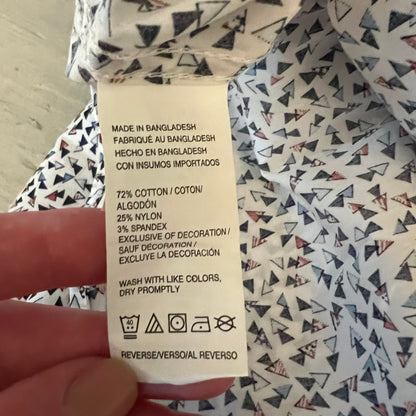 MADE IN BANGLADESH
FABRIQUÉ AU BANGLADESH
HECHO EN BANGLADESH
CON INSUMOS IMPORTADOS
72% COTTON / COTON/
ALGODÓN
25% NYLON
3% SPANDEX
EXCLUSIVE OF DECORATION/
SAUF DÉCORATION/
EXCLUYE LA DECORACIÓN
WASH WITH LIKE COLORS,
DRY PROMPTLY
40
REVERSE/VERSO/AL REVERSO